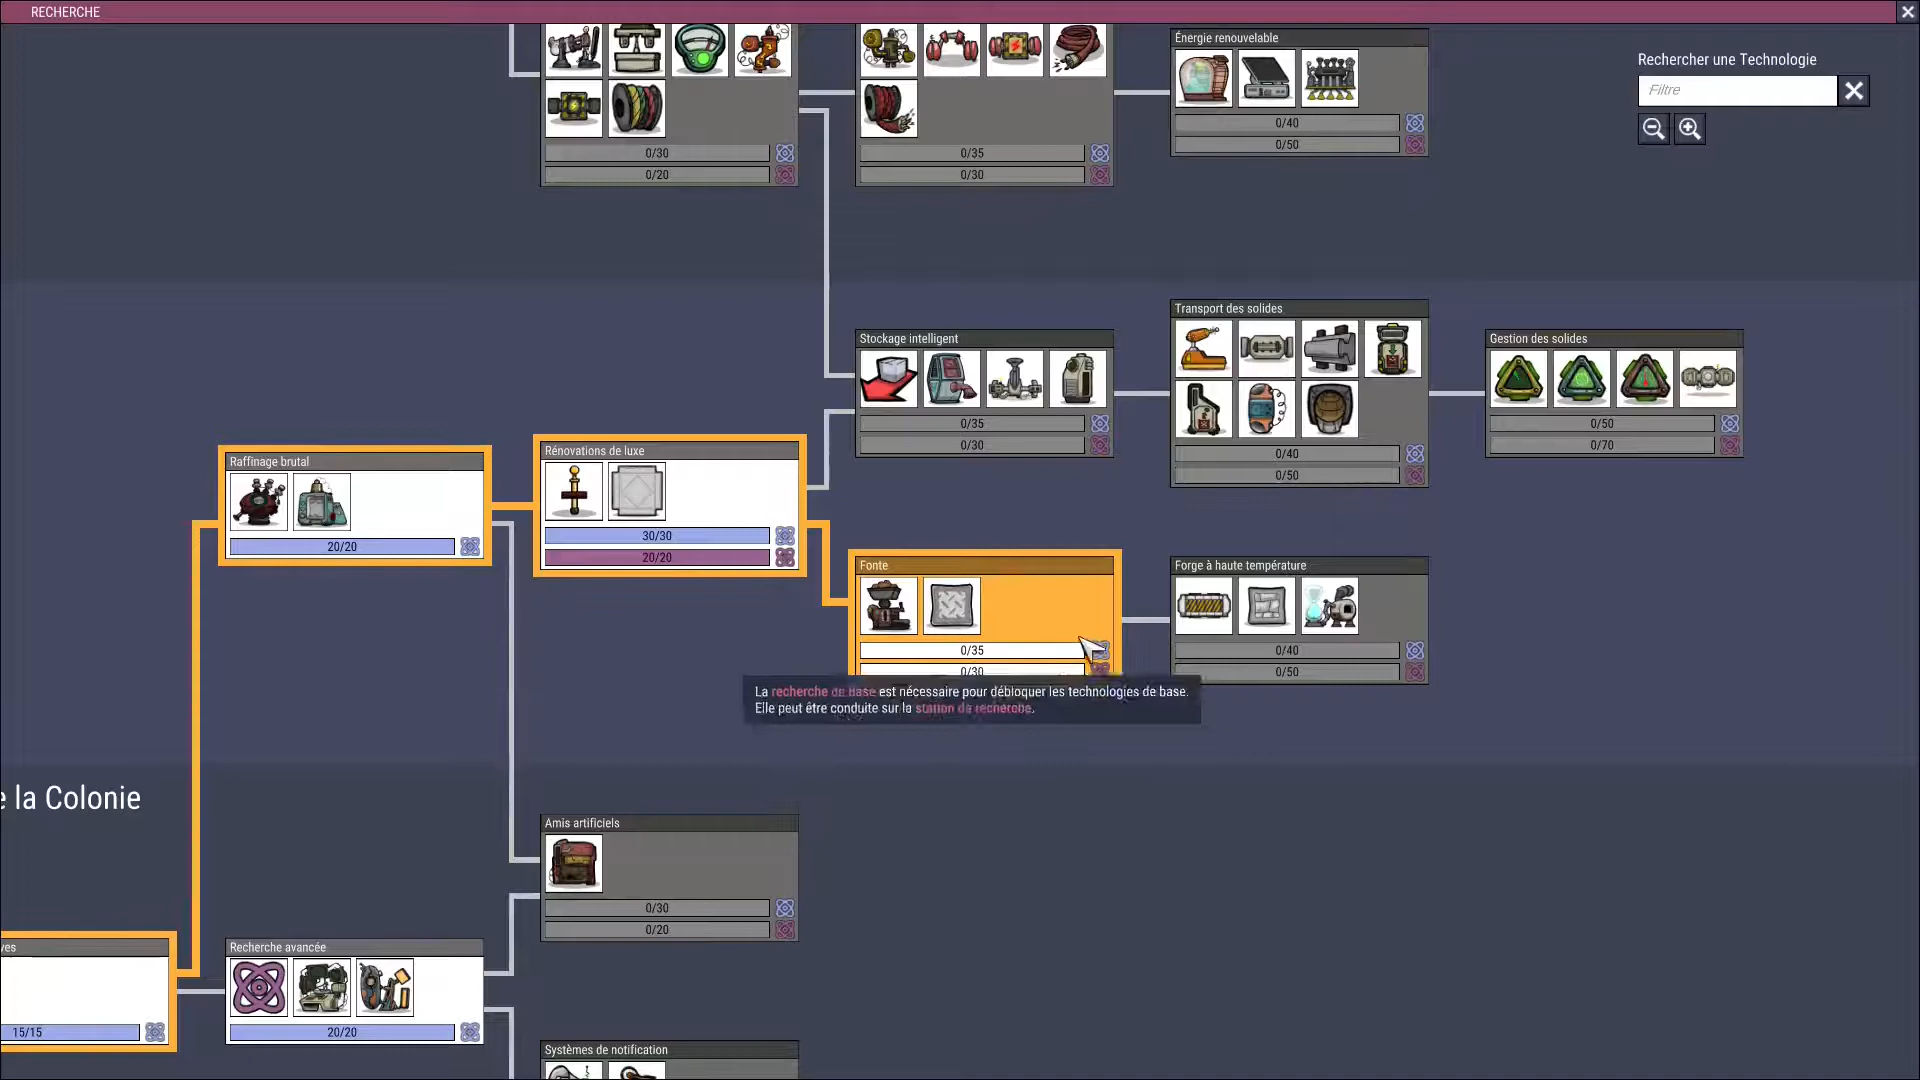 RECHERCHE
Énergie renouvelable
0/40
0/50
Rechercher une Technologie
Filtre
0/30
0/20
0/35
0/30
Transport des solides
0/40
0/50
Stockage intelligent
0/35
0/30
Gestion des solides
0/50
0/70
Raffinage brutal
20/20
Rénovations de luxe
30/30
20/20
Fonte
0/35
0/30
Forge à haute température
0/40
0/50
La recherche de base est nécessaire pour débloquer les technologies de base.
Elle peut être conduite sur la station de recherche.
e la Colonie
Amis artificiels
0/30
0/20
ves
15/15
Recherche avancée
20/20
Systèmes de notification